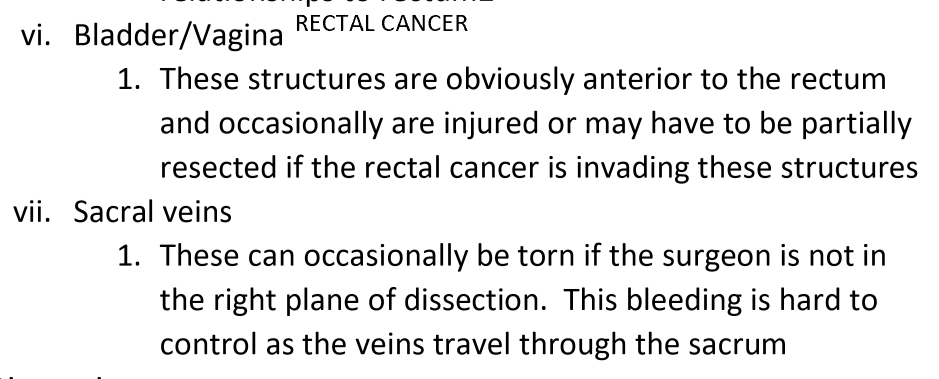 vi. Bladder/Vagina RECTAL CANCER
1. These structures are obviously anterior to the rectum
and occasionally are injured or may have to be partially
resected if the rectal cancer is invading these structures
vii. Sacral veins
1. These can occasionally be torn if the surgeon is not in
the right plane of dissection.  This bleeding is hard to
control as the veins travel through the sacrum